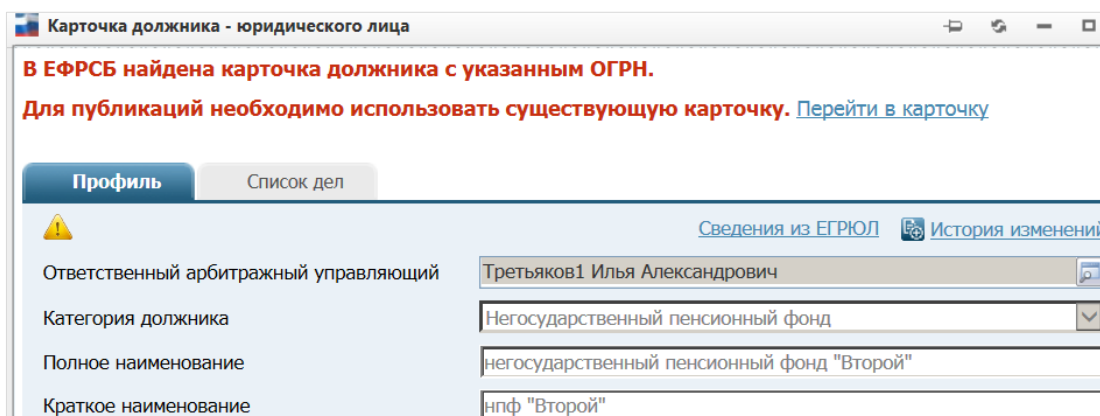 Карточка должника - юридического лица
В ЕФРСБ найдена карточка должника с указанным ОГРН.
Для публикаций необходимо использовать существующую карточку. Перейти в карточку
Профиль Список дел
Сведения из ЕГРЮЛ История изменений
Ответственный арбитражный управляющий Третьяков1 Илья Александрович
Категория должника Негосударственный пенсионный фонд
Полное наименование негосударственный пенсионный фонд "Второй"
Краткое наименование нпф "Второй"